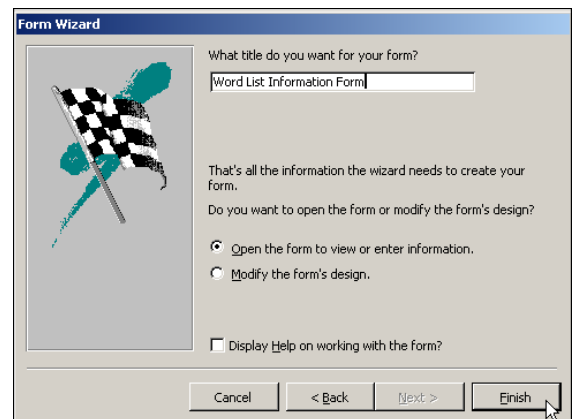 Form Wizard
What title do you want for your form?
Word List Information Form
That's all the information the wizard needs to create your
form.
Do you want to open the form or modify the form's design?
Open the form to view or enter information.
Modify the form's design.
Display Help on working with the form?
Cancel
< Back
Next >
Finish